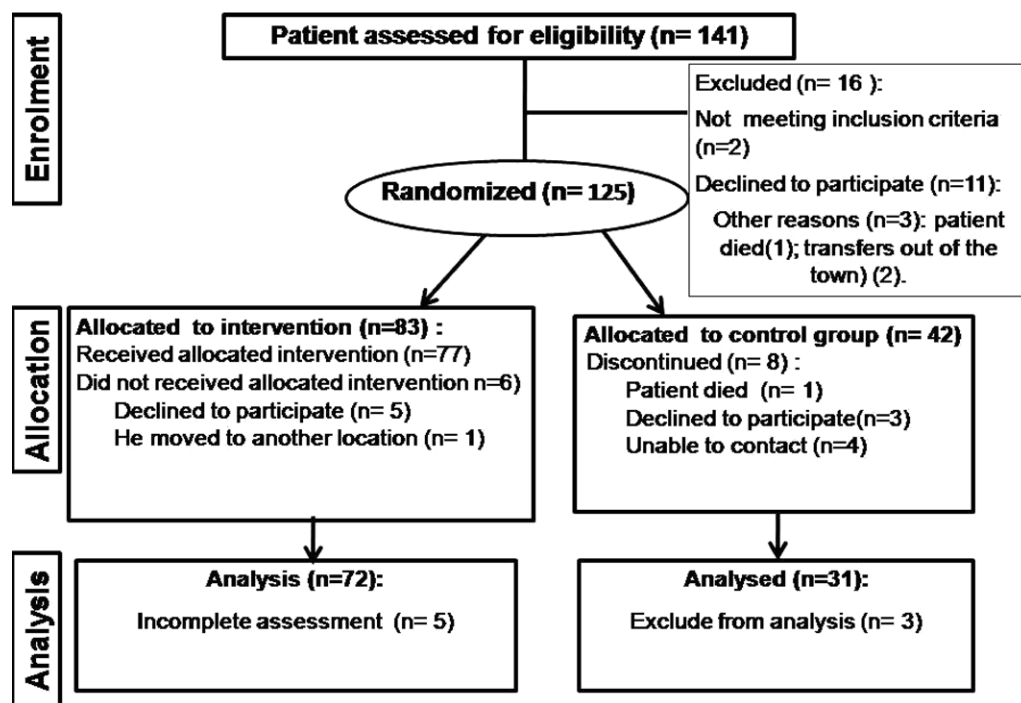 Enrolment
Patient assessed for eligibility (n= 141)
Excluded (n= 16 ):
Not meeting inclusion criteria
(n=2)
Declined to participate (n=11):
Other reasons (n=3): patient
died(1); transfers out of the
town) (2).
Randomized (n= 125)
Allocation
Allocated to intervention (n=83) :
Received allocated intervention (n=77)
Did not received allocated intervention n=6)
Declined to participate (n= 5)
He moved to another location (n= 1)
Allocated to control group (n= 42)
Discontinued (n= 8) :
Patient died (n= 1)
Declined to participate(n=3)
Unable to contact (n=4)
Analysis
Analysis (n=72):
Incomplete assessment (n= 5)
Analysed (n=31):
Exclude from analysis (n= 3)